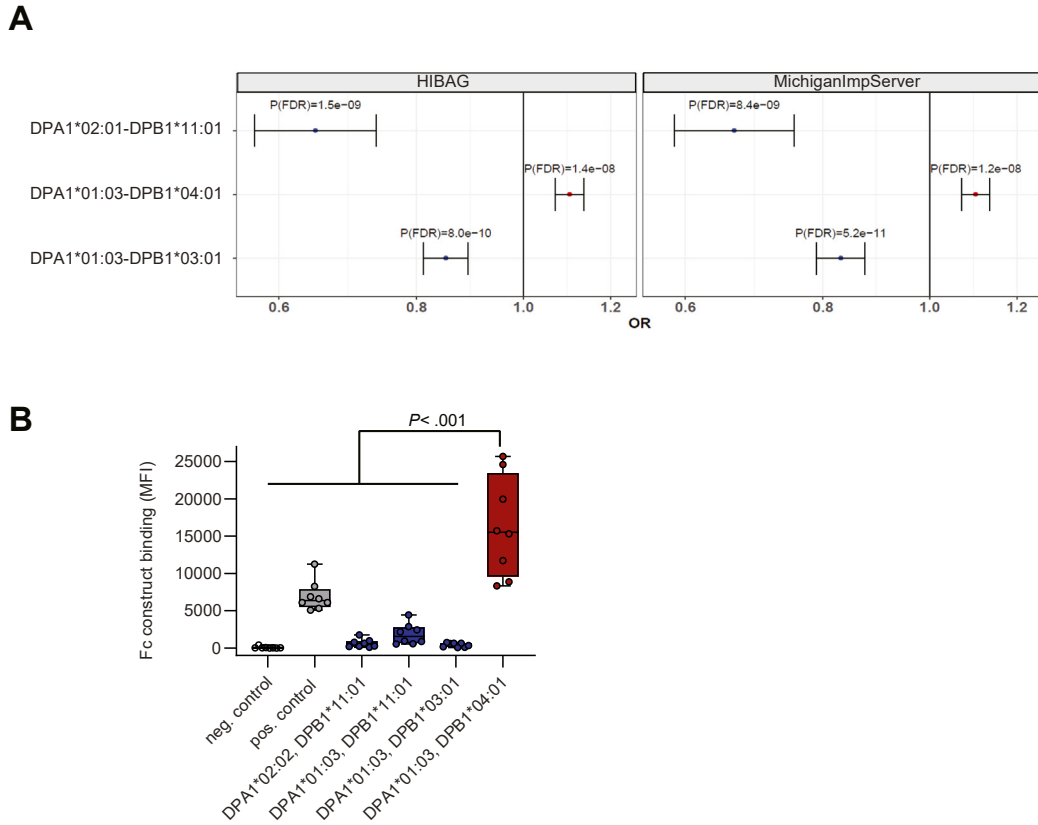 A
HIBAG
MichiganImpServer
DPA1*02:01-DPB1*11:01
P(FDR)=1.5e−09
P(FDR)=8.4e−09
DPA1*01:03-DPB1*04:01
P(FDR)=1.4e−08
P(FDR)=1.2e−08
DPA1*01:03-DPB1*03:01
P(FDR)=8.0e−10
P(FDR)=5.2e−11
0.6 0.8 1.0 1.2 0.6 0.8 1.0 1.2
OR
B
P< .001
Fc construct binding (MFI)
25000
20000
15000
10000
5000
0
neg. control
pos. control
DPA1*02:02, DPB1*11:01
DPA1*01:03, DPB1*11:01
DPA1*01:03, DPB1*03:01
DPA1*01:03, DPB1*04:01